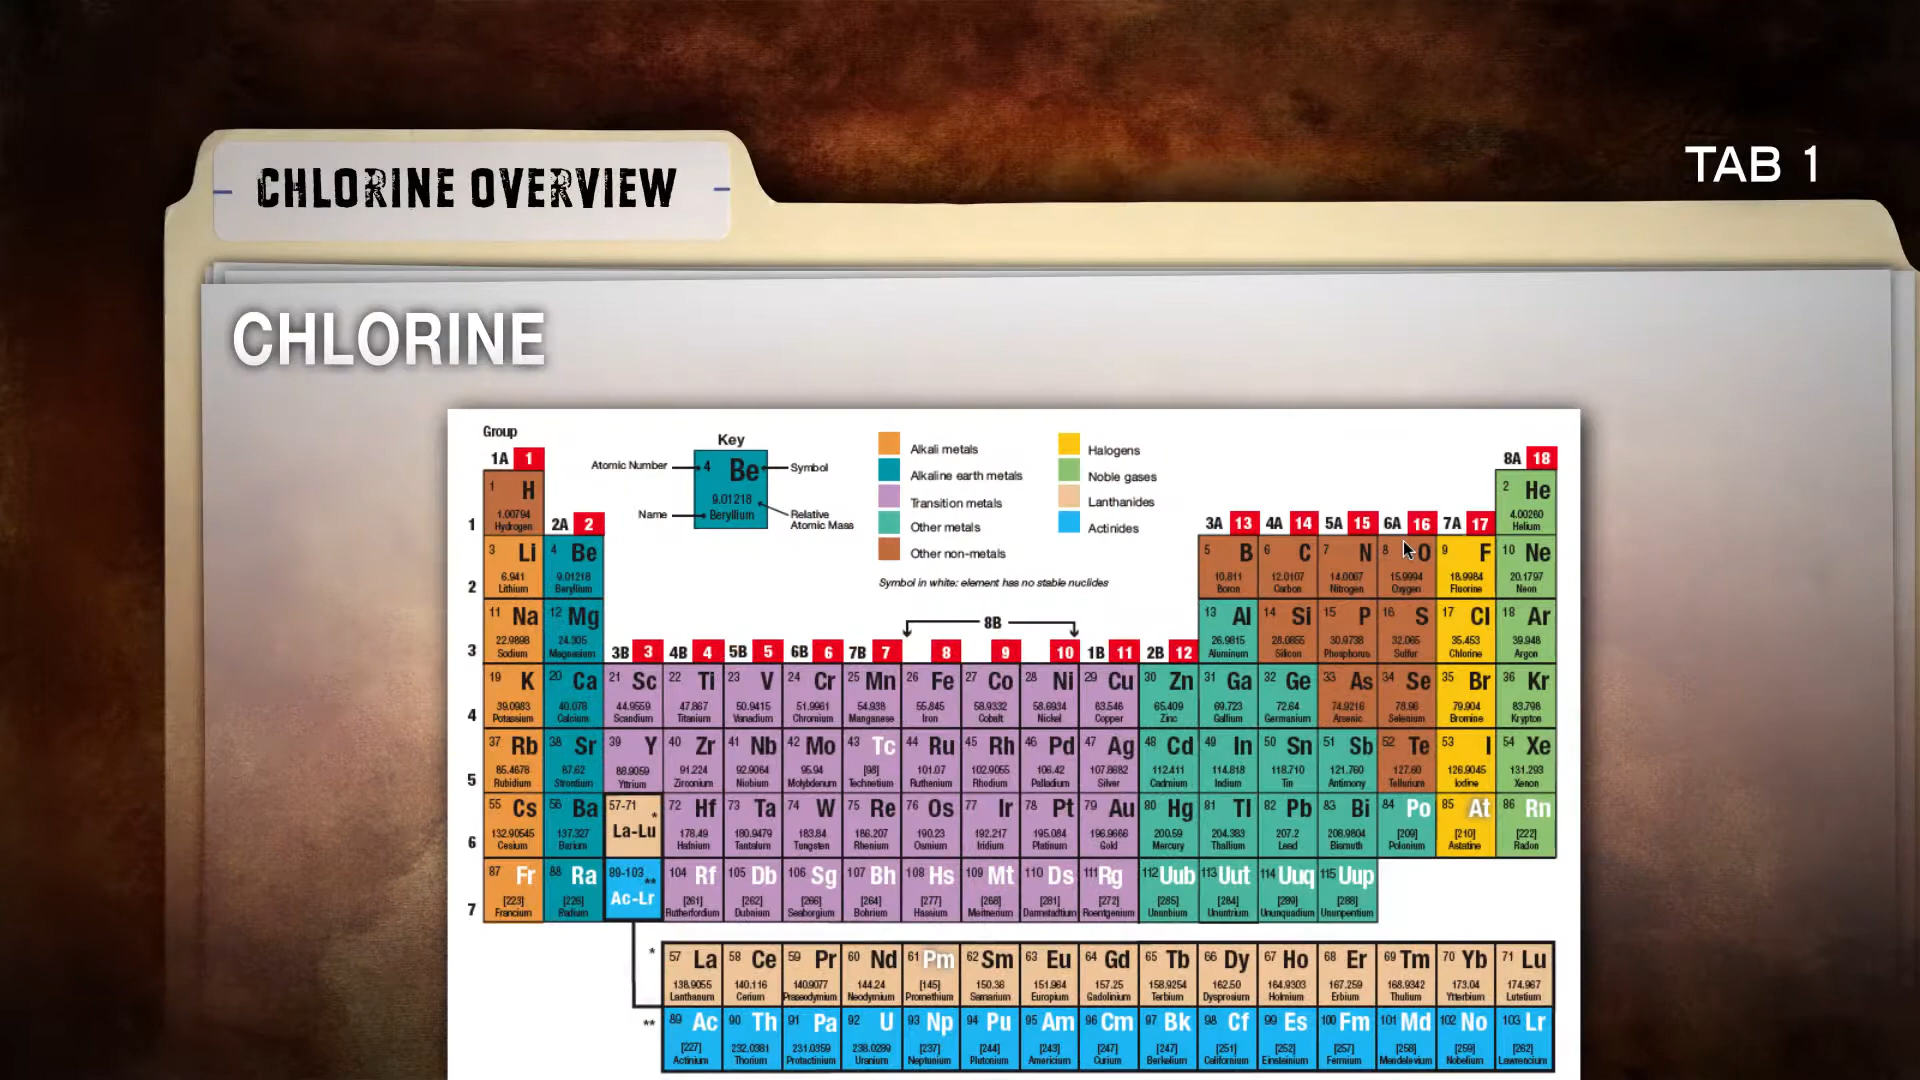 TAB 1
CHLORINE OVERVIEW
CHLORINE
Group
Key
1A 1
Atomic Number
4 Be
Symbol
9.01218
Name
Beryllium
Relative
Atomic Mass
Alkali metals
Alkaline earth metals
Transition metals
Other metals
Other non-metals
Halogens
Noble gases
Lanthanides
Actinides
Symbol in white: element has no stable nuclides
8A 18
1 H 2 He
1.00794 4.00260
1 Hydrogen Helium
2A 2 3A 13 4A 14 5A 15 6A 16 7A 17
3 Li 4 Be 5 B 6 C 7 N 8 O 9 F 10 Ne
6.941 9.01218 10.811 12.0107 14.0067 15.9994 18.9984 20.1797
2 Lithium Beryllium Boron Carbon Nitrogen Oxygen Fluorine Neon
11 Na 12 Mg 13 Al 14 Si 15 P 16 S 17 Cl 18 Ar
8B
22.9898 24.305 26.9815 28.0855 30.9738 32.065 35.453 39.948
3 Sodium Magnesium 3B 3 4B 4 5B 5 6B 6 7B 7 8 9 10 1B 11 2B 12 Aluminum Silicon Phosphorus Sulfur Chlorine Argon
19 K 20 Ca 21 Sc 22 Ti 23 V 24 Cr 25 Mn 26 Fe 27 Co 28 Ni 29 Cu 30 Zn 31 Ga 32 Ge 33 As 34 Se 35 Br 36 Kr
39.0983 40.078 44.9559 47.867 50.9415 51.9961 54.938 55.845 58.9332 58.6934 63.546 65.409 69.723 72.64 74.9216 78.96 79.904 83.798
4 Potassium Calcium Scandium Titanium Vanadium Chromium Manganese Iron Cobalt Nickel Copper Zinc Gallium Germanium Arsenic Selenium Bromine Krypton
37 Rb 38 Sr 39 Y 40 Zr 41 Nb 42 Mo 43 Tc 44 Ru 45 Rh 46 Pd 47 Ag 48 Cd 49 In 50 Sn 51 Sb 52 Te 53 I 54 Xe
85.4678 87.62 88.9059 91.224 92.9064 95.94 [98] 101.07 102.9055 106.42 107.8682 112.411 114.818 118.710 121.760 127.60 126.9045 131.293
5 Rubidium Strontium Yttrium Zirconium Niobium Molybdenum Technetium Ruthenium Rhodium Palladium Silver Cadmium Indium Tin Antimony Tellurium Iodine Xenon
55 Cs 56 Ba 57-71 * La-Lu 72 Hf 73 Ta 74 W 75 Re 76 Os 77 Ir 78 Pt 79 Au 80 Hg 81 Tl 82 Pb 83 Bi 84 Po 85 At 86 Rn
132.90545 137.327 178.49 180.9479 183.84 186.207 190.23 192.217 195.084 196.9666 200.59 204.383 207.2 208.9804 [209] [210] [222]
6 Cesium Barium Hafnium Tantalum Tungsten Rhenium Osmium Iridium Platinum Gold Mercury Thallium Lead Bismuth Polonium Astatine Radon
87 Fr 88 Ra 89-103 ** Ac-Lr 104 Rf 105 Db 106 Sg 107 Bh 108 Hs 109 Mt 110 Ds 111 Rg 112 Uub 113 Uut 114 Uuq 115 Uup
[223] [226] [261] [262] [266] [264] [277] [268] [281] [272] [285] [284] [289] [288]
7 Francium Radium Rutherfordium Dubnium Seaborgium Bohrium Hassium Meitnerium Darmstadtium Roentgenium Ununbium Ununtrium Ununquadium Ununpentium
* 57 La 58 Ce 59 Pr 60 Nd 61 Pm 62 Sm 63 Eu 64 Gd 65 Tb 66 Dy 67 Ho 68 Er 69 Tm 70 Yb 71 Lu
138.9055 140.116 140.9077 144.24 [145] 150.36 151.964 157.25 158.9254 162.50 164.9303 167.259 168.9342 173.04 174.967
Lanthanum Cerium Praseodymium Neodymium Promethium Samarium Europium Gadolinium Terbium Dysprosium Holmium Erbium Thulium Ytterbium Lutetium
** 89 Ac 90 Th 91 Pa 92 U 93 Np 94 Pu 95 Am 96 Cm 97 Bk 98 Cf 99 Es 100 Fm 101 Md 102 No 103 Lr
[227] 232.0381 231.0359 238.0289 [237] [244] [243] [247] [247] [251] [252] [257] [258] [259] [262]
Actinium Thorium Protactinium Uranium Neptunium Plutonium Americium Curium Berkelium Californium Einsteinium Fermium Mendelevium Nobelium Lawrencium